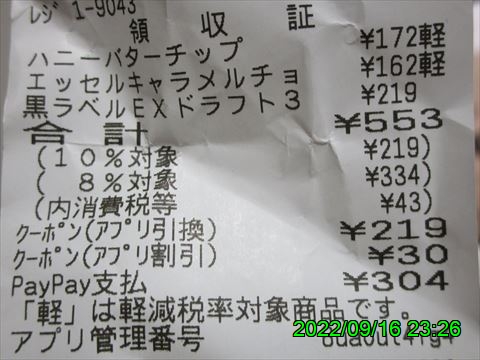 レジ 1-9043
領 収 証
ハニーバターチップ ¥172軽
エッセルキャラメルチョ ¥162軽
黒ラベルEXドラフト3 ¥219
合 計 ¥553
(10%対象 ¥219)
( 8%対象 ¥334)
(内消費税等 ¥43)
クーポン(アプリ引換) ¥219
クーポン(アプリ割引) ¥30
PayPay支払 ¥304
「軽」は軽減税率対象商品です。
アプリ管理番号
2022/09/16 23:26